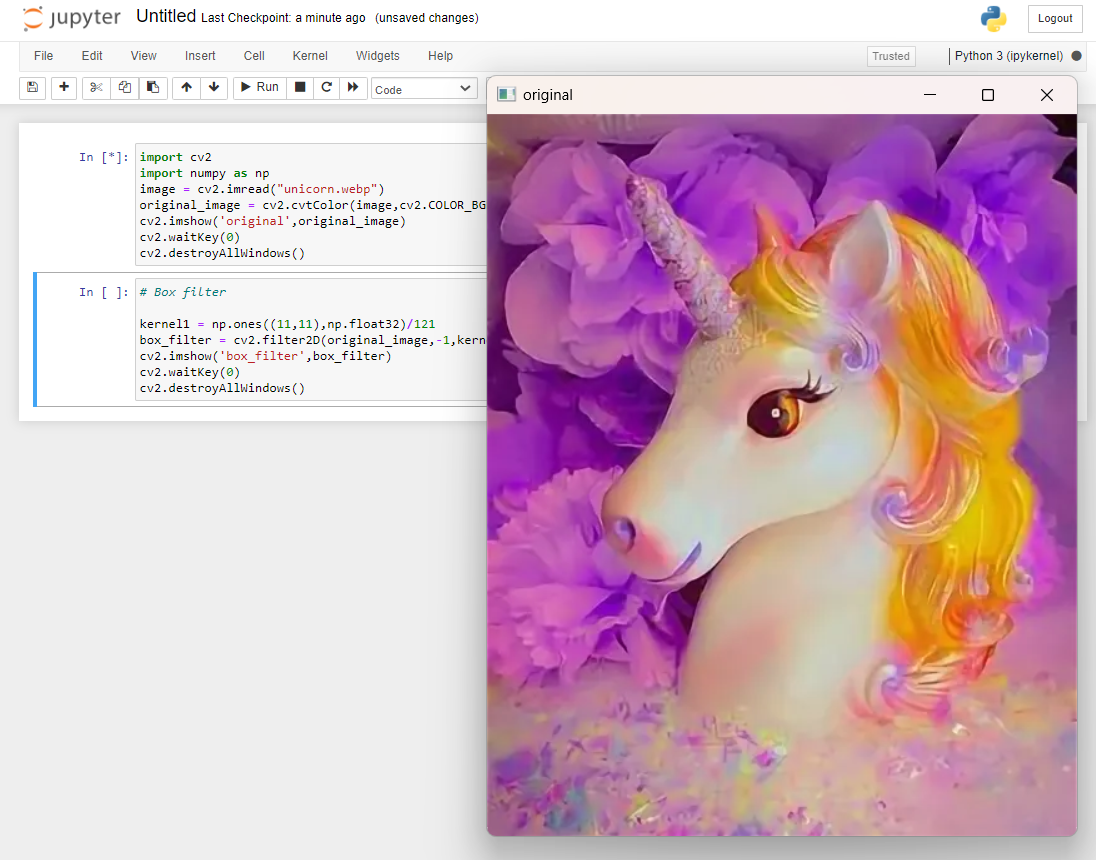 jupyter Untitled Last Checkpoint: a minute ago (unsaved changes) Logout
File Edit View Insert Cell Kernel Widgets Help Trusted Python 3 (ipykernel)
Run Code
original
In [*]: import cv2
import numpy as np
image = cv2.imread("unicorn.webp")
original_image = cv2.cvtColor(image,cv2.COLOR_BG
cv2.imshow('original',original_image)
cv2.waitKey(0)
cv2.destroyAllWindows()
In [ ]: # Box filter
kernel1 = np.ones((11,11),np.float32)/121
box_filter = cv2.filter2D(original_image,-1,kern
cv2.imshow('box_filter',box_filter)
cv2.waitKey(0)
cv2.destroyAllWindows()